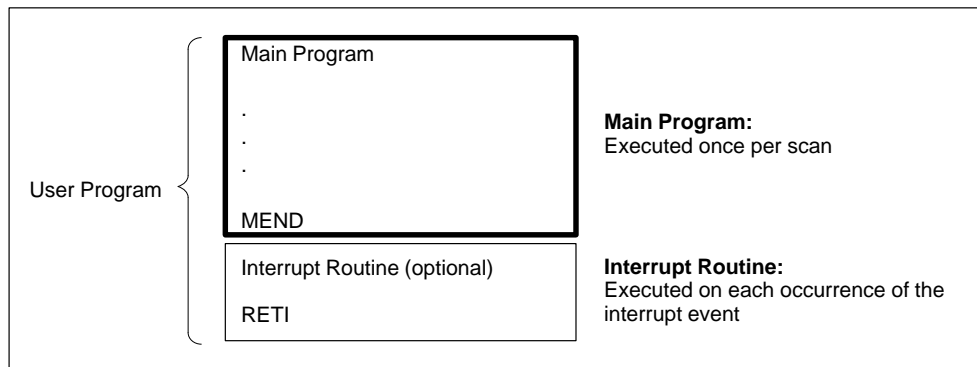 User Program
Main Program
.
.
.
MEND
Main Program:
Executed once per scan
Interrupt Routine (optional)
RETI
Interrupt Routine:
Executed on each occurrence of the
interrupt event